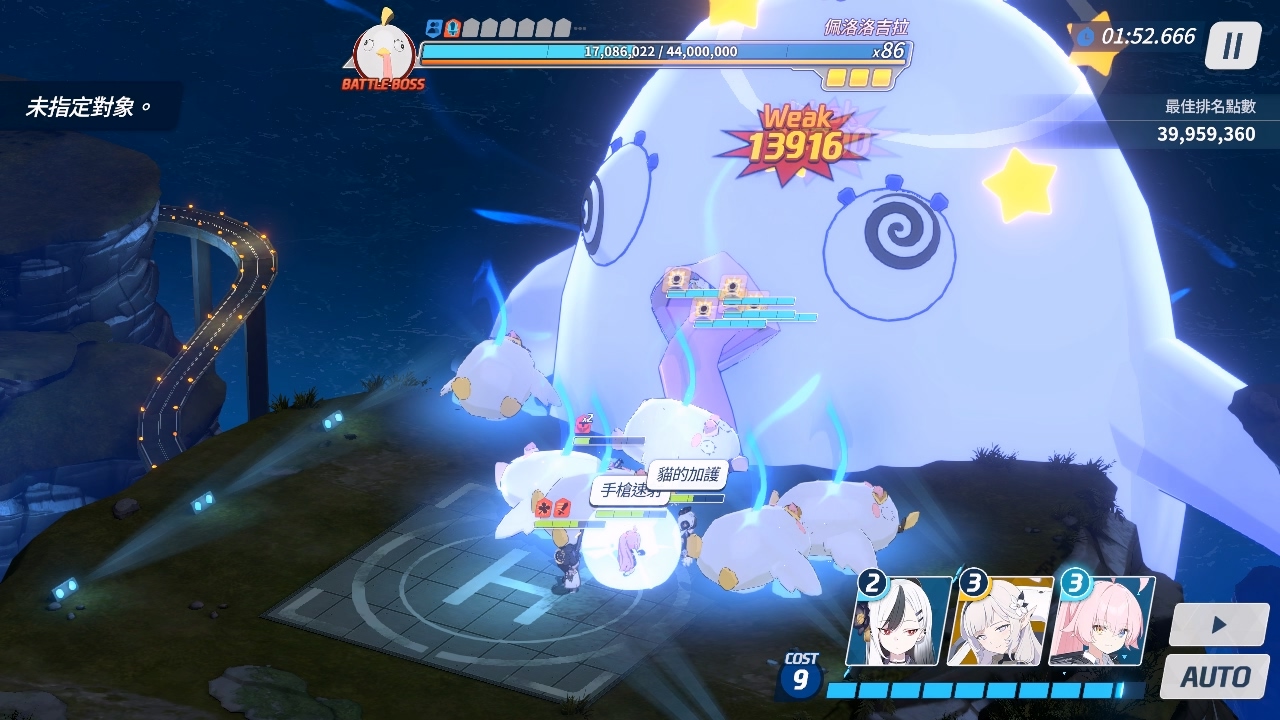 佩洛洛吉拉
17,086,022 / 44,000,000
x86
BATTLE-BOSS
01:52.666
未指定對象。
最佳排名點數
39,959,360
Weak
13916
x2
貓的加護
手槍速射
H
2
3
3
COST
9
AUTO